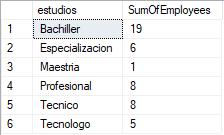 estudios SumOfEmployees
1 Bachiller 19
2 Especializacion 6
3 Maestria 1
4 Profesional 8
5 Tecnico 8
6 Tecnologo 5